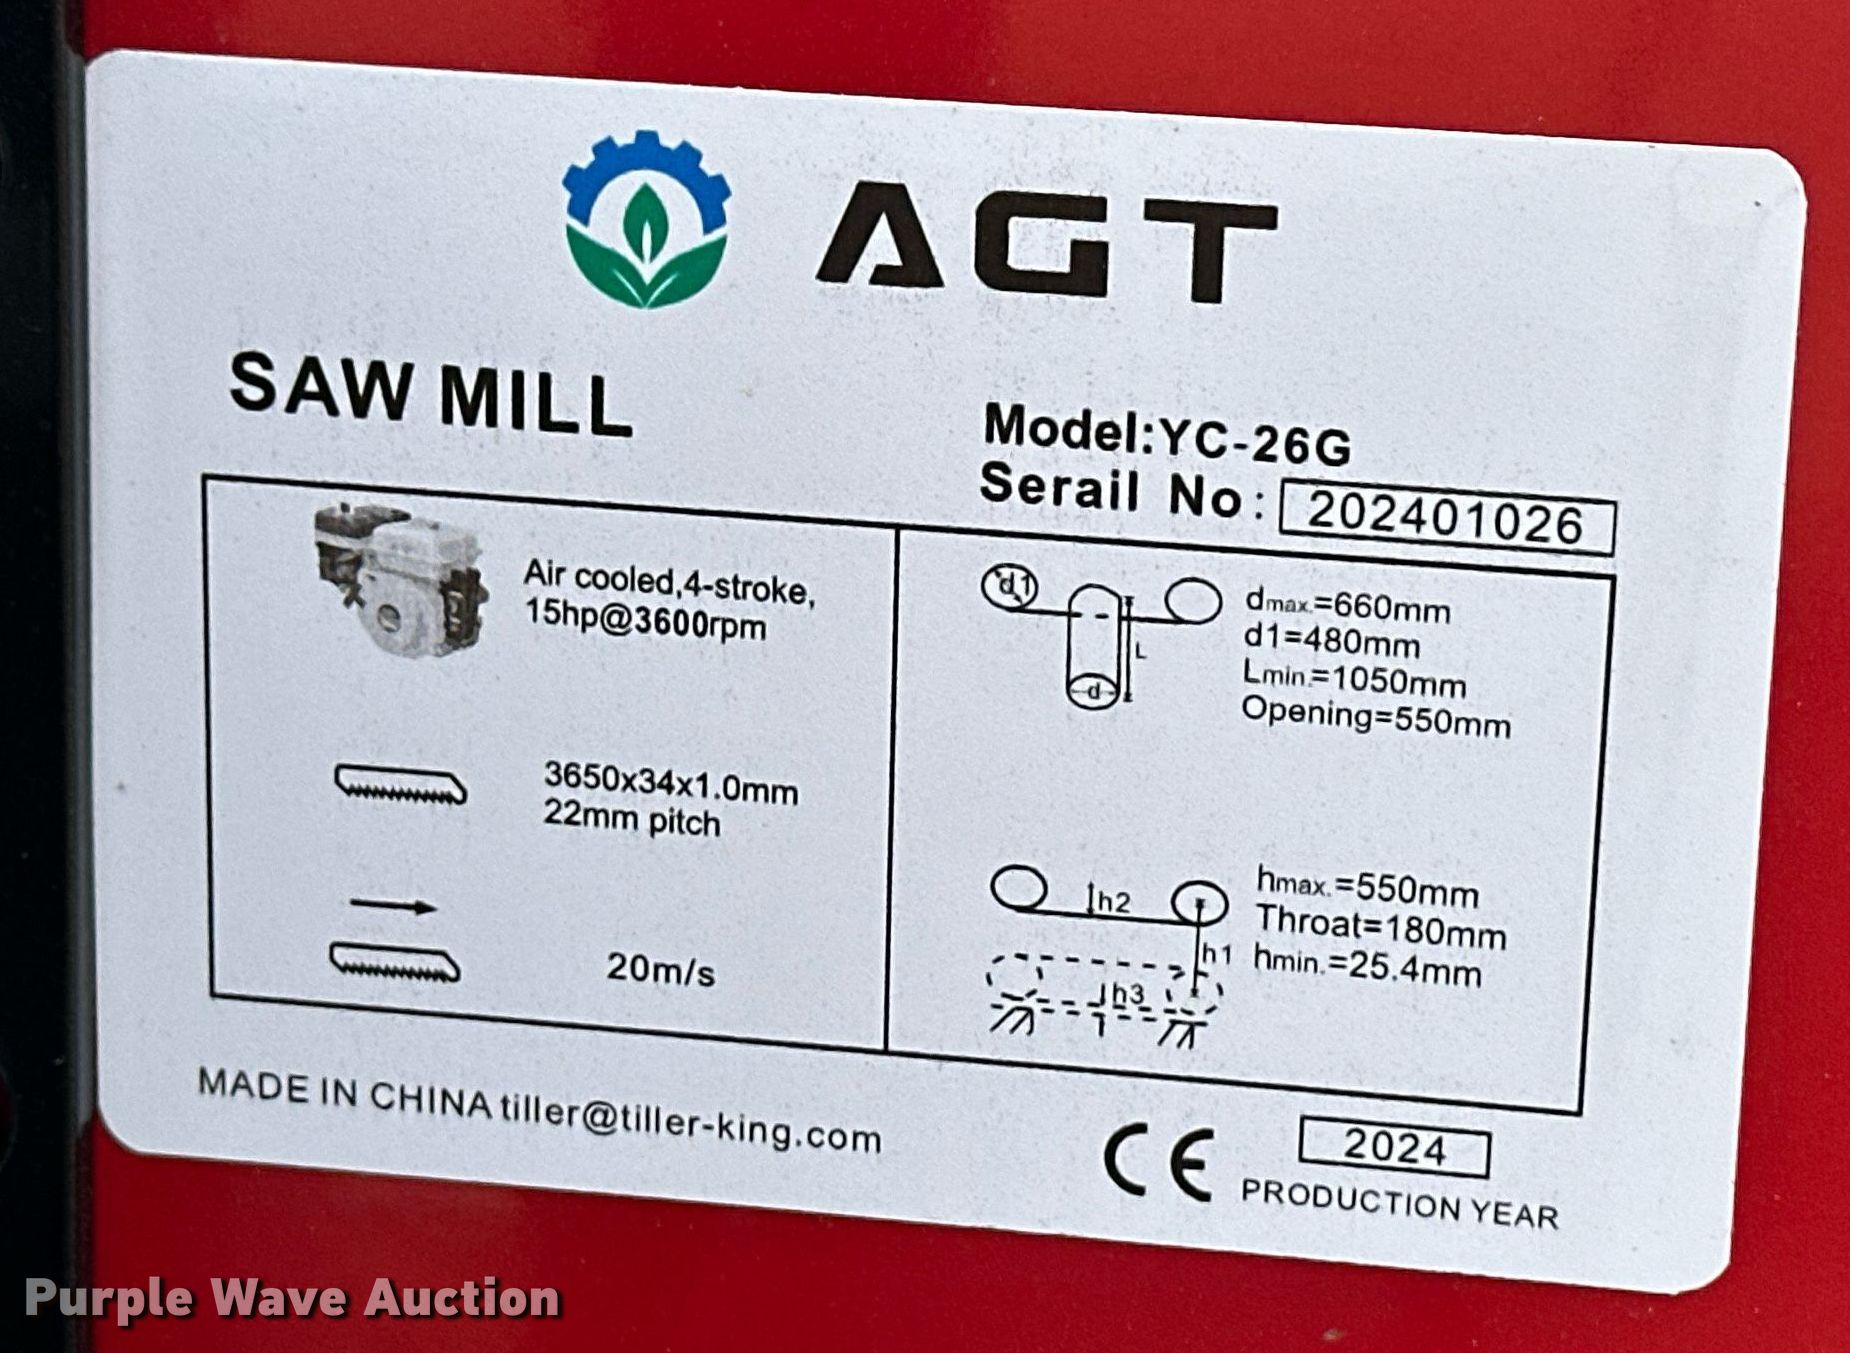 AGT
SAW MILL
Model:YC-26G
Serail No: 202401026
Air cooled,4-stroke,
15hp@3600rpm
3650x34x1.0mm
22mm pitch
20m/s
d1
L
d
dmax.=660mm
d1=480mm
Lmin.=1050mm
Opening=550mm
h2
h1
h3
hmax.=550mm
Throat=180mm
hmin.=25.4mm
MADE IN CHINA tiller@tiller-king.com
CE
2024
PRODUCTION YEAR
Purple Wave Auction